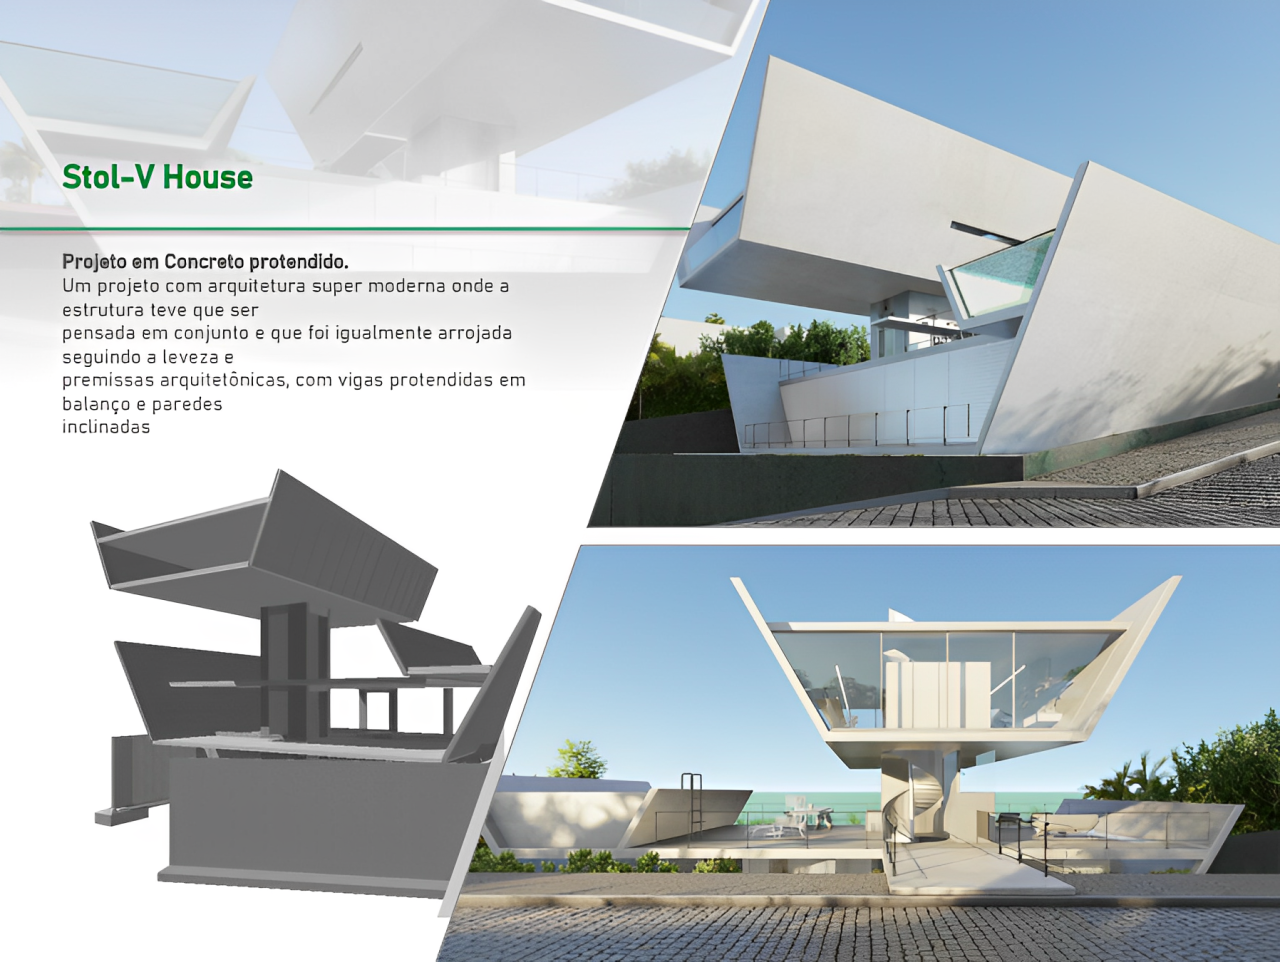 Stol-V House
Projeto em Concreto protendido.
Um projeto com arquitetura super moderna onde a
estrutura teve que ser
pensada em conjunto e que foi igualmente arrojada
seguindo a leveza e
premissas arquitetônicas, com vigas protendidas em
balanço e paredes
inclinadas